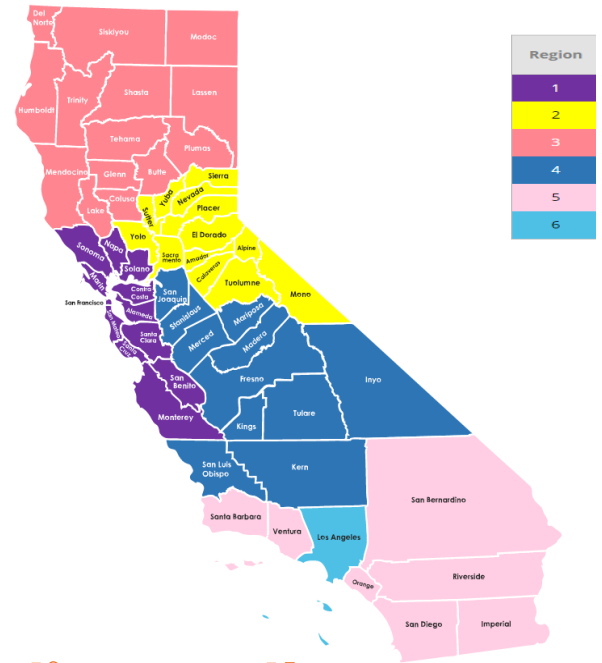 Del
Norte
Siskiyou
Modoc
Humboldt
Trinity
Shasta
Lassen
Tehama
Plumas
Mendocino
Glenn
Butte
Lake
Colusa
Sierra
Yuba
Nevada
Sutter
Placer
Yolo
El Dorado
Sacra
mento
Amador
Alpine
Calaveras
Tuolumne
Mono
Sonoma
Napa
Solano
Marin
Contra
Costa
San Francisco
Alameda
San Mateo
Santa
Clara
Santa
Cruz
San
Joaquin
Stanislaus
Mariposa
Merced
Madera
San
Benito
Monterey
Fresno
Inyo
Kings
Tulare
San Luis
Obispo
Kern
Santa Barbara
Ventura
Los Angeles
San Bernardino
Orange
Riverside
San Diego
Imperial
Region
1
2
3
4
5
6